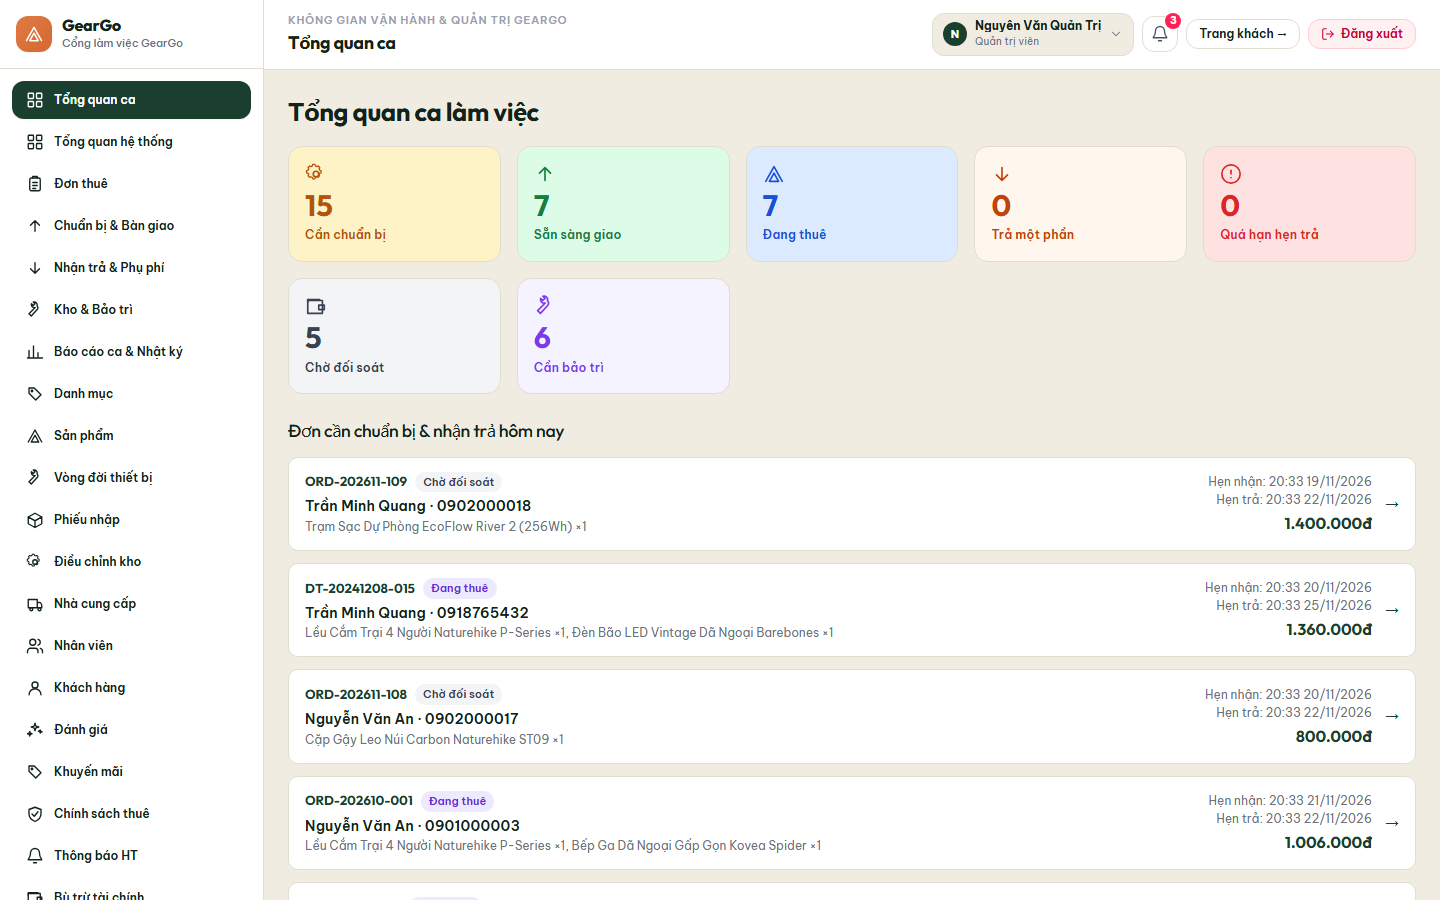 GearGo
Cổng làm việc GearGo
Tổng quan ca
Tổng quan hệ thống
Đơn thuê
Chuẩn bị & Bàn giao
Nhận trả & Phụ phí
Kho & Bảo trì
Báo cáo ca & Nhật ký
Danh mục
Sản phẩm
Vòng đời thiết bị
Phiếu nhập
Điều chỉnh kho
Nhà cung cấp
Nhân viên
Khách hàng
Đánh giá
Khuyến mãi
Chính sách thuê
Thông báo HT
Bù trừ tài chính
KHÔNG GIAN VẬN HÀNH & QUẢN TRỊ GEARGO
Tổng quan ca
N
Nguyễn Văn Quản Trị
Quản trị viên
3
Trang khách →
Đăng xuất
Tổng quan ca làm việc
15
Cần chuẩn bị
7
Sẵn sàng giao
7
Đang thuê
0
Trả một phần
0
Quá hạn hẹn trả
5
Chờ đối soát
6
Cần bảo trì
Đơn cần chuẩn bị & nhận trả hôm nay
ORD-202611-109 Chờ đối soát
Trần Minh Quang · 0902000018
Trạm Sạc Dự Phòng EcoFlow River 2 (256Wh) ×1
Hẹn nhận: 20:33 19/11/2026
Hẹn trả: 20:33 22/11/2026
1.400.000đ
→
DT-20241208-015 Đang thuê
Trần Minh Quang · 0918765432
Lều Cắm Trại 4 Người Naturehike P-Series ×1, Đèn Bão LED Vintage Dã Ngoại Barebones ×1
Hẹn nhận: 20:33 20/11/2026
Hẹn trả: 20:33 25/11/2026
1.360.000đ
→
ORD-202611-108 Chờ đối soát
Nguyễn Văn An · 0902000017
Cặp Gậy Leo Núi Carbon Naturehike ST09 ×1
Hẹn nhận: 20:33 20/11/2026
Hẹn trả: 20:33 22/11/2026
800.000đ
→
ORD-202610-001 Đang thuê
Nguyễn Văn An · 0901000003
Lều Cắm Trại 4 Người Naturehike P-Series ×1, Bếp Ga Dã Ngoại Gấp Gọn Kovea Spider ×1
Hẹn nhận: 20:33 21/11/2026
Hẹn trả: 20:33 22/11/2026
1.006.000đ
→